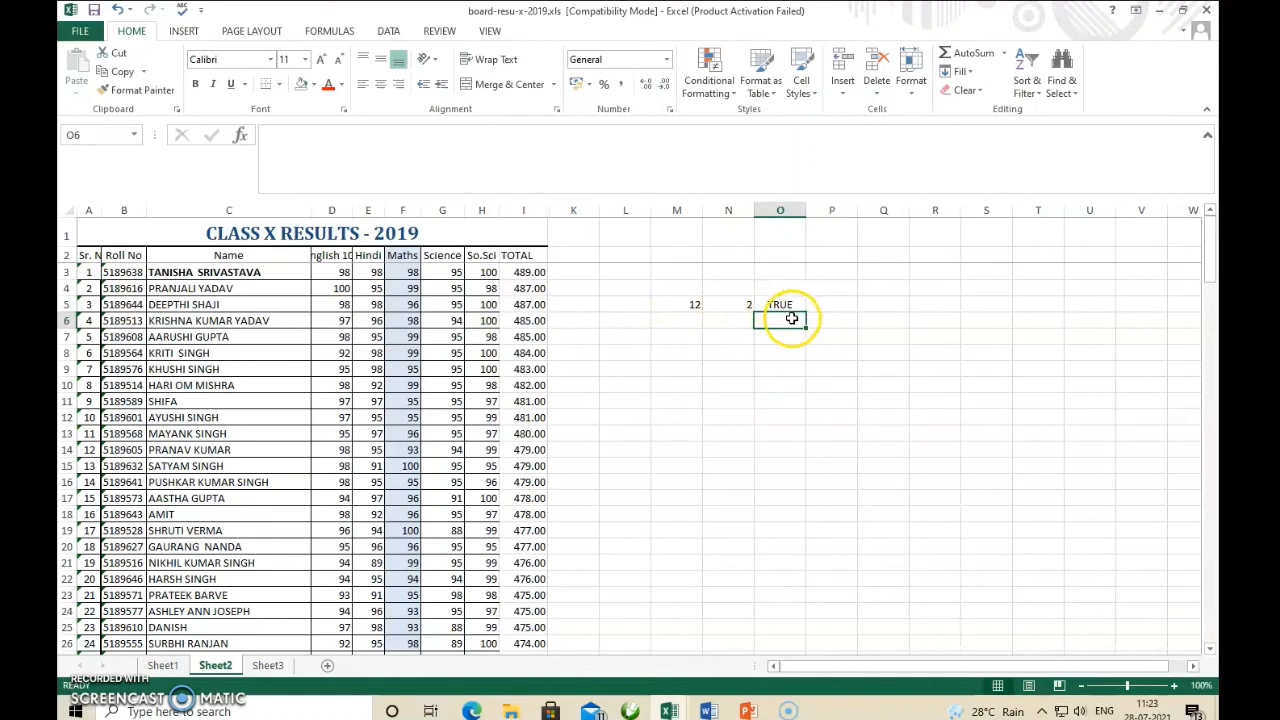 board-resu-x-2019.xls [Compatibility Mode] - Excel (Product Activation Failed)
FILE HOME INSERT PAGE LAYOUT FORMULAS DATA REVIEW VIEW
Paste Cut Copy Format Painter Clipboard
Calibri 11 B I U A Font
Wrap Text Merge & Center Alignment
General % , Number
Conditional Formatting Format as Table Cell Styles Styles
Insert Delete Format Cells
AutoSum Fill Clear Sort & Filter Find & Select Editing
O6 fx
A B C D E F G H I K L M N O P Q R S T U V W
1 CLASS X RESULTS - 2019
2 Sr. N Roll No Name nglish 10 Hindi Maths Science So.Sci TOTAL
3 1 5189638 TANISHA SRIVASTAVA 98 98 98 95 100 489.00
4 2 5189616 PRANJALI YADAV 100 95 99 95 98 487.00
5 3 5189644 DEEPTHI SHAJI 98 98 96 95 100 487.00 12 2 TRUE
6 4 5189513 KRISHNA KUMAR YADAV 97 96 98 94 100 485.00
7 5 5189608 AARUSHI GUPTA 98 95 99 95 98 485.00
8 6 5189564 KRITI SINGH 92 98 99 95 100 484.00
9 7 5189576 KHUSHI SINGH 95 98 95 95 100 483.00
10 8 5189514 HARI OM MISHRA 98 92 99 95 98 482.00
11 9 5189589 SHIFA 97 97 95 95 97 481.00
12 10 5189601 AYUSHI SINGH 97 95 95 95 99 481.00
13 11 5189568 MAYANK SINGH 95 97 96 95 97 480.00
14 12 5189605 PRANAV KUMAR 98 95 93 94 99 479.00
15 13 5189632 SATYAM SINGH 98 91 100 95 95 479.00
16 14 5189641 PUSHKAR KUMAR SINGH 98 95 95 95 96 479.00
17 15 5189573 AASTHA GUPTA 94 97 96 91 100 478.00
18 16 5189643 AMIT 98 92 94 95 99 478.00
19 17 5189528 SHRUTI VERMA 96 94 100 88 99 477.00
20 18 5189627 GAURANG NANDA 95 96 96 95 95 477.00
21 19 5189516 NIKHIL KUMAR SINGH 94 89 99 95 99 476.00
22 20 5189646 HARSH SINGH 94 95 94 94 99 476.00
23 21 5189571 PRATEEK BARVE 93 91 95 98 98 475.00
24 22 5189577 ASHLEY ANN JOSEPH 94 96 93 95 97 475.00
25 23 5189610 DANISH 97 98 93 88 99 475.00
26 24 5189555 SURBHI RANJAN 92 95 98 89 100 474.00
Sheet1 Sheet2 Sheet3
READY 100%
RECORDED WITH
SCREENCAST MATIC
Type here to search 28°C Rain ENG 11:23
28-07-2021